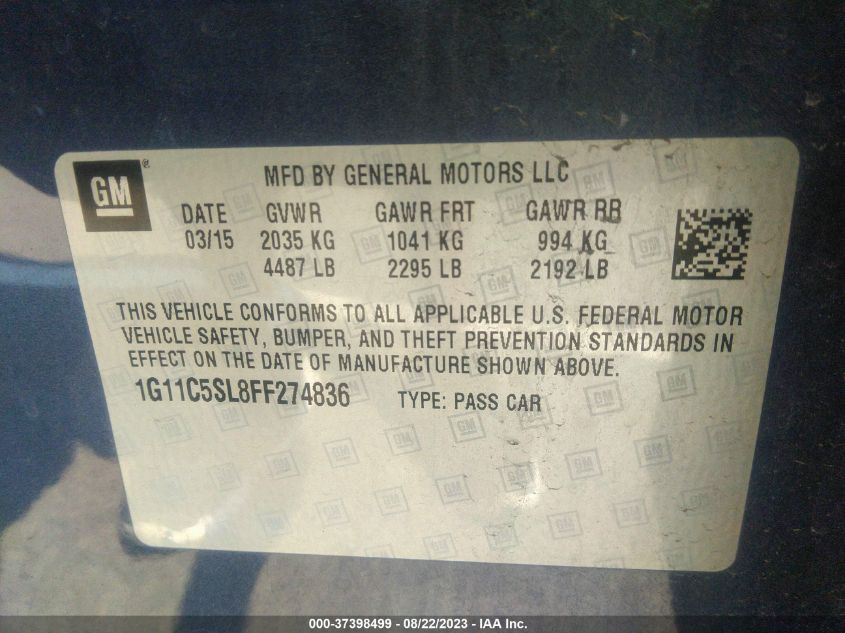 GM ® MFD BY GENERAL MOTORS LLC
DATE GVWR GAWR FRT GAWR RR
03/15 2035 KG 1041 KG 994 KG
4487 LB 2295 LB 2192 LB
THIS VEHICLE CONFORMS TO ALL APPLICABLE U.S. FEDERAL MOTOR
VEHICLE SAFETY, BUMPER, AND THEFT PREVENTION STANDARDS IN
EFFECT ON THE DATE OF MANUFACTURE SHOWN ABOVE.
1G11C5SL8FF274836 TYPE: PASS CAR
000-37398499 - 08/22/2023 - IAA Inc.